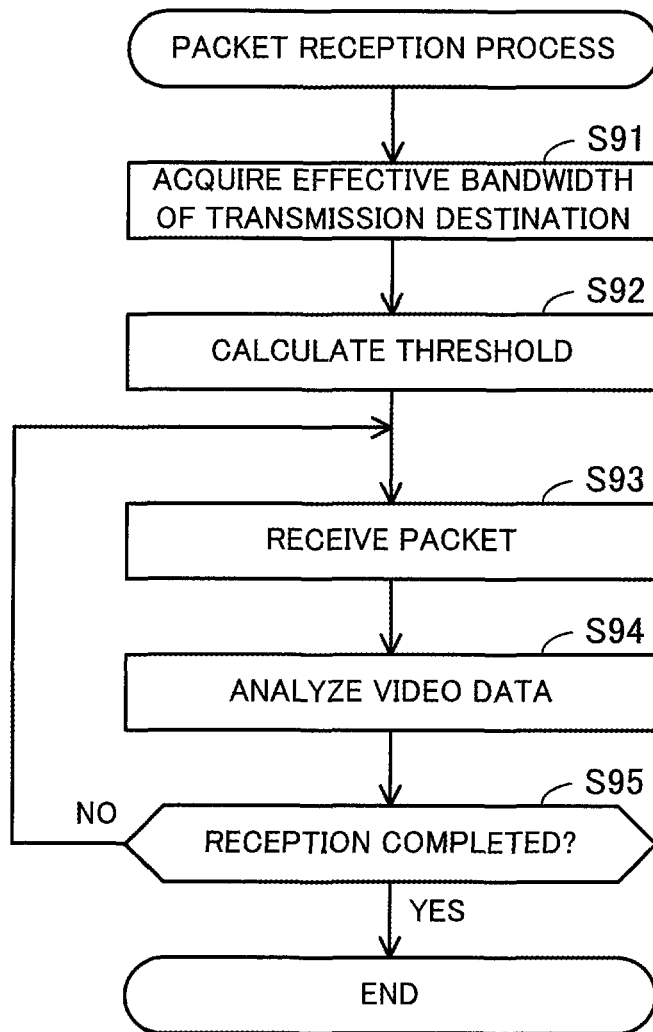 PACKET RECEPTION PROCESS
S91
ACQUIRE EFFECTIVE BANDWIDTH
OF TRANSMISSION DESTINATION
S92
CALCULATE THRESHOLD
S93
RECEIVE PACKET
S94
ANALYZE VIDEO DATA
S95
NO
RECEPTION COMPLETED?
YES
END